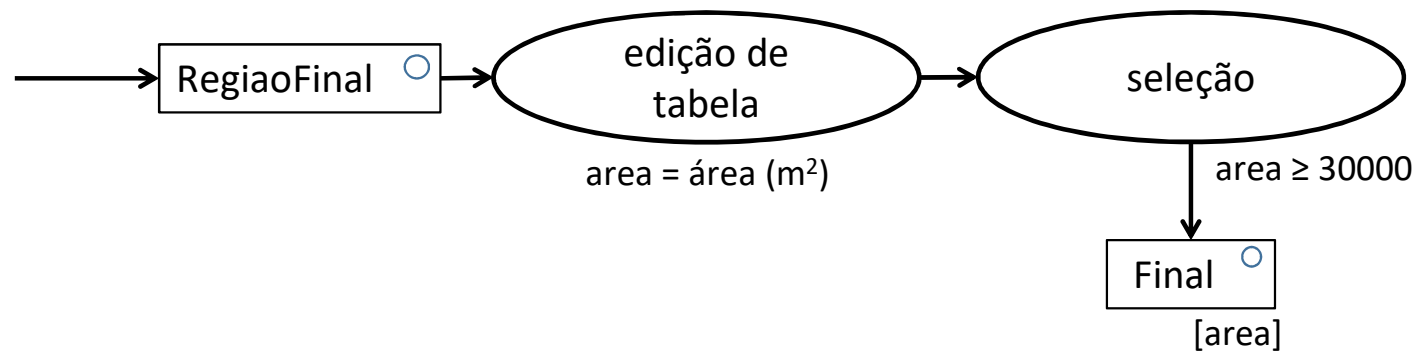 RegiaoFinal
edição de
tabela
seleção
area = área (m²)
area ≥ 30000
Final
[area]